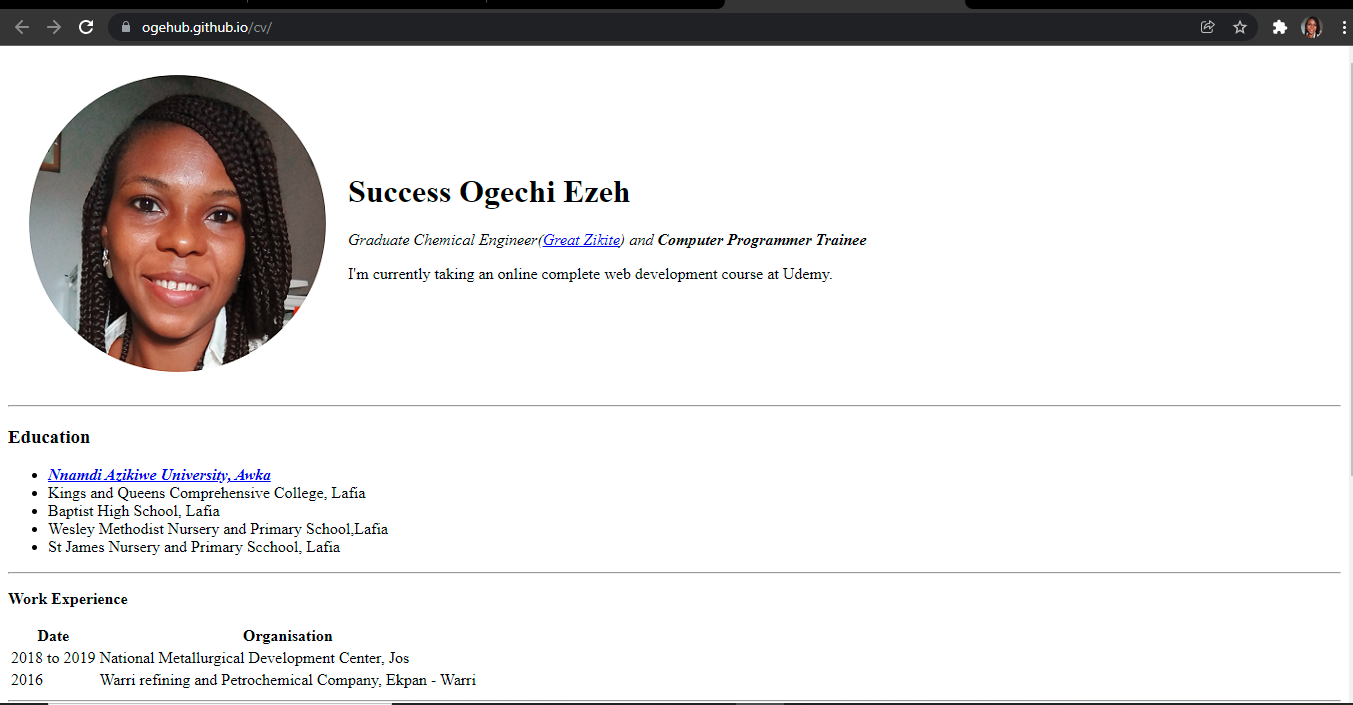 ogehub.github.io/cv/
Success Ogechi Ezeh
Graduate Chemical Engineer(Great Zikite) and Computer Programmer Trainee
I'm currently taking an online complete web development course at Udemy.
Education
Nnamdi Azikiwe University, Awka
Kings and Queens Comprehensive College, Lafia
Baptist High School, Lafia
Wesley Methodist Nursery and Primary School,Lafia
St James Nursery and Primary Scchool, Lafia
Work Experience
Date Organisation
2018 to 2019 National Metallurgical Development Center, Jos
2016 Warri refining and Petrochemical Company, Ekpan - Warri